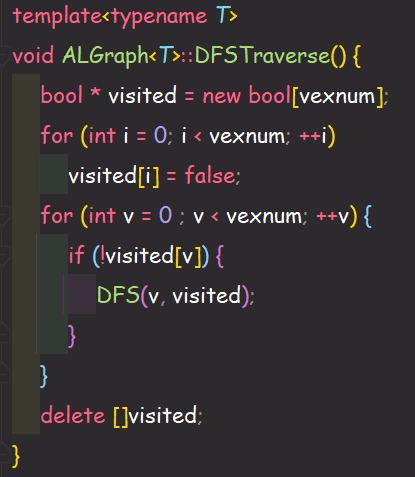 template<typename T>
void ALGraph<T>::DFSTraverse() {
    bool * visited = new bool[vexnum];
    for (int i = 0; i < vexnum; ++i)
        visited[i] = false;
    for (int v = 0 ; v < vexnum; ++v) {
        if (!visited[v]) {
            DFS(v, visited);
        }
    }
    delete []visited;
}